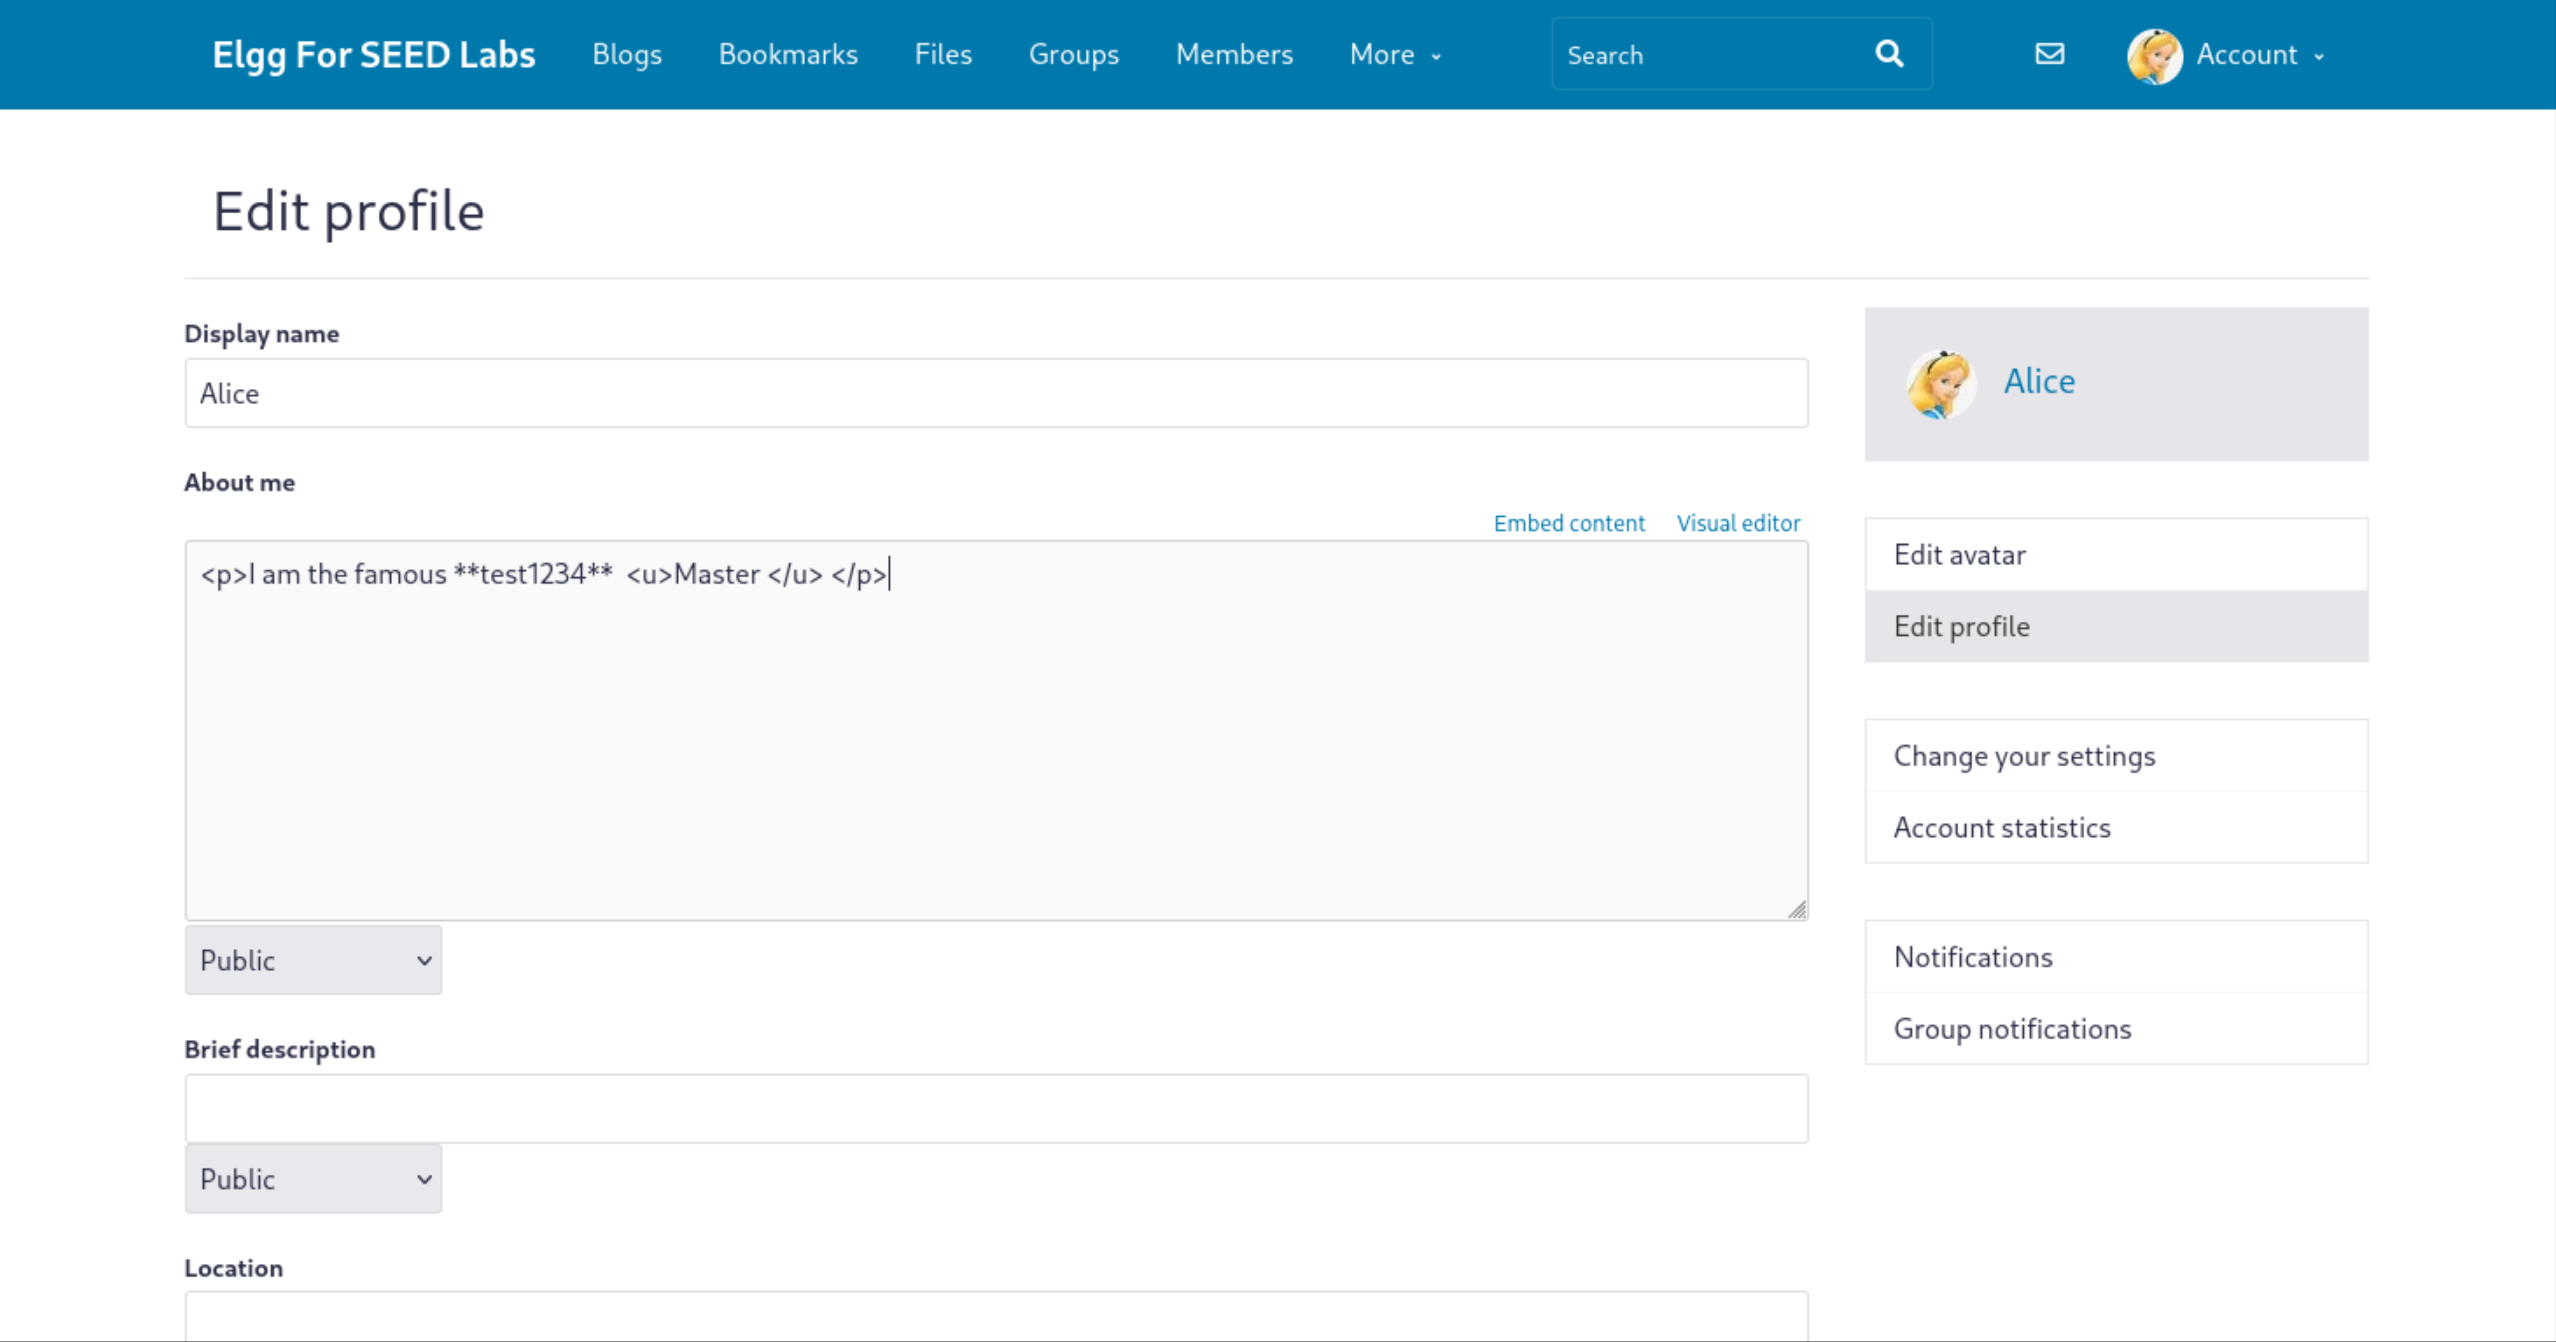 Elgg For SEED Labs Blogs Bookmarks Files Groups Members More Search Account
Edit profile
Display name
Alice
About me
Embed content Visual editor
<p>I am the famous **test1234**  <u>Master </u> </p>
Public
Brief description
Public
Location
Alice
Edit avatar
Edit profile
Change your settings
Account statistics
Notifications
Group notifications